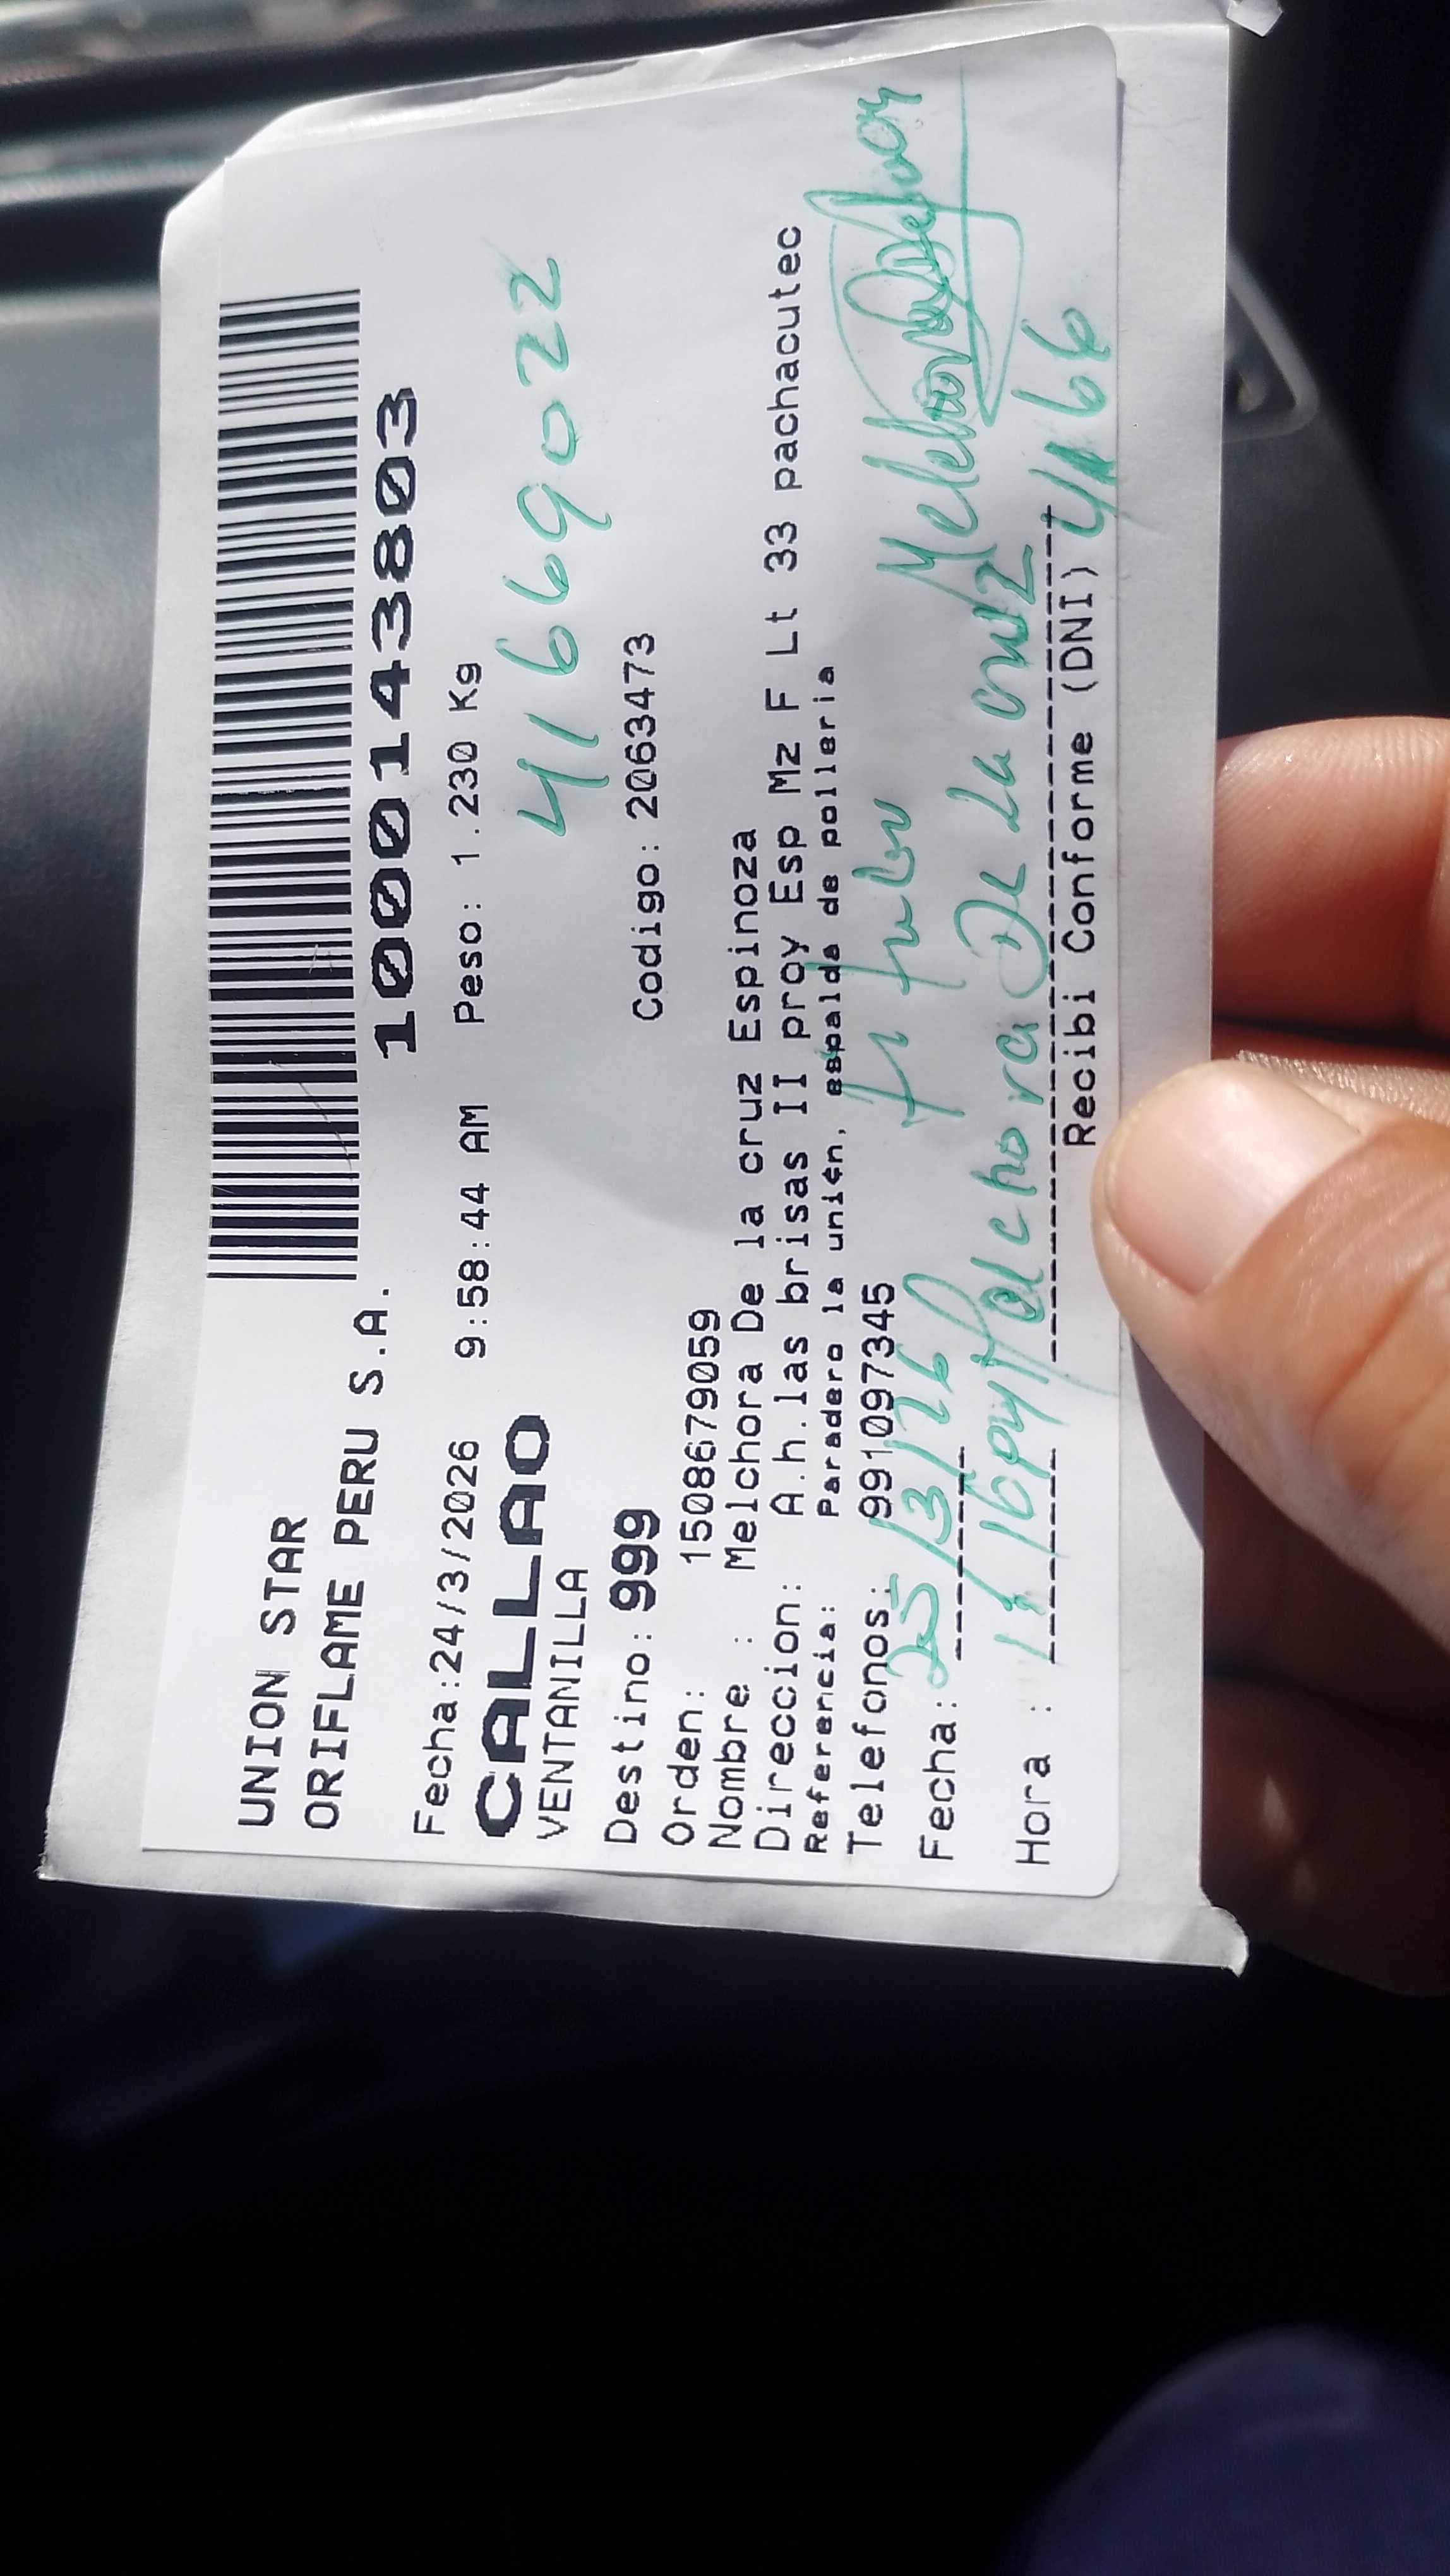 UNION STAR
ORIFLAME PERU S.A.
1000143803
Fecha:24/3/2026 9:58:44 AM Peso: 1.230 Kg
CALLAO
VENTANILLA
41669022
Destino: 999 Codigo: 2063473
Orden: 150867909059
Nombre : Melchora De la cruz Espinoza
Direccion: A.h.las brisas II proy Esp Mz F Lt 33 pachacutec
Referencia: Paradero la unión, espalda de polleria
Telefonos: 991097345
Fecha: 25/3/26
Melchora De La cruz
Hora :
Recibi Conforme (DNI) 4166